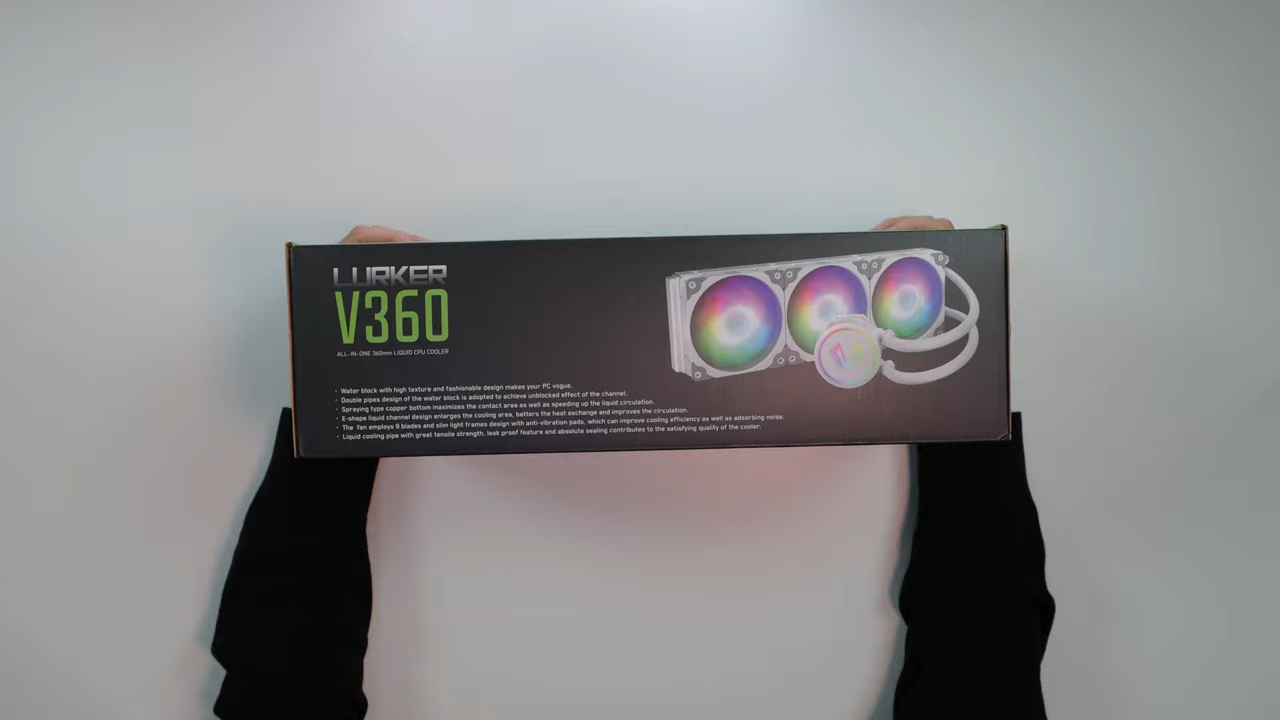 LURKER
V360
ALL-IN-ONE 360mm LIQUID CPU COOLER
· Water block with high texture and fashionable design makes your PC vogue.
· Double pipes design of the water block is adopted to achieve unblocked effect of the channel.
· Spraying type copper bottom maximizes the contact area as well as speeding up the liquid circulation.
· E-shape liquid channel design enlarges the cooling area, betters the heat exchange and improves the circulation.
· The fan employs 9 blades and slim light frames design with anti-vibration pads, which can improve cooling efficiency as well as adsorbing noise.
· Liquid cooling pipe with great tensile strength, leak proof feature and absolute sealing contributes to the satisfying quality of the cooler.